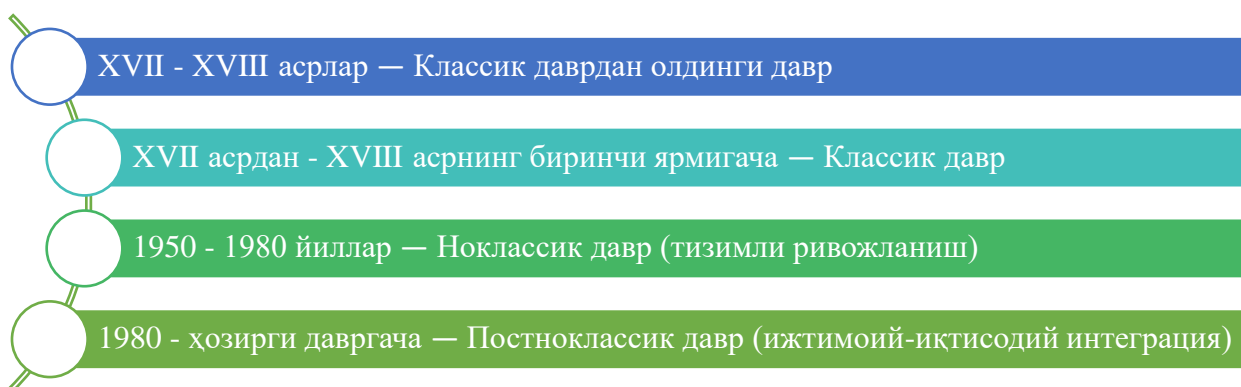 XVII - XVIII асрлар — Классик даврдан олдинги давр
XVII асрдан - XVIII асрнинг биринчи ярмигача — Классик давр
1950 - 1980 йиллар — Ноклассик давр (тизимли ривожланиш)
1980 - ҳозирги давргача — Постноклассик давр (ижтимоий-иқтисодий интеграция)